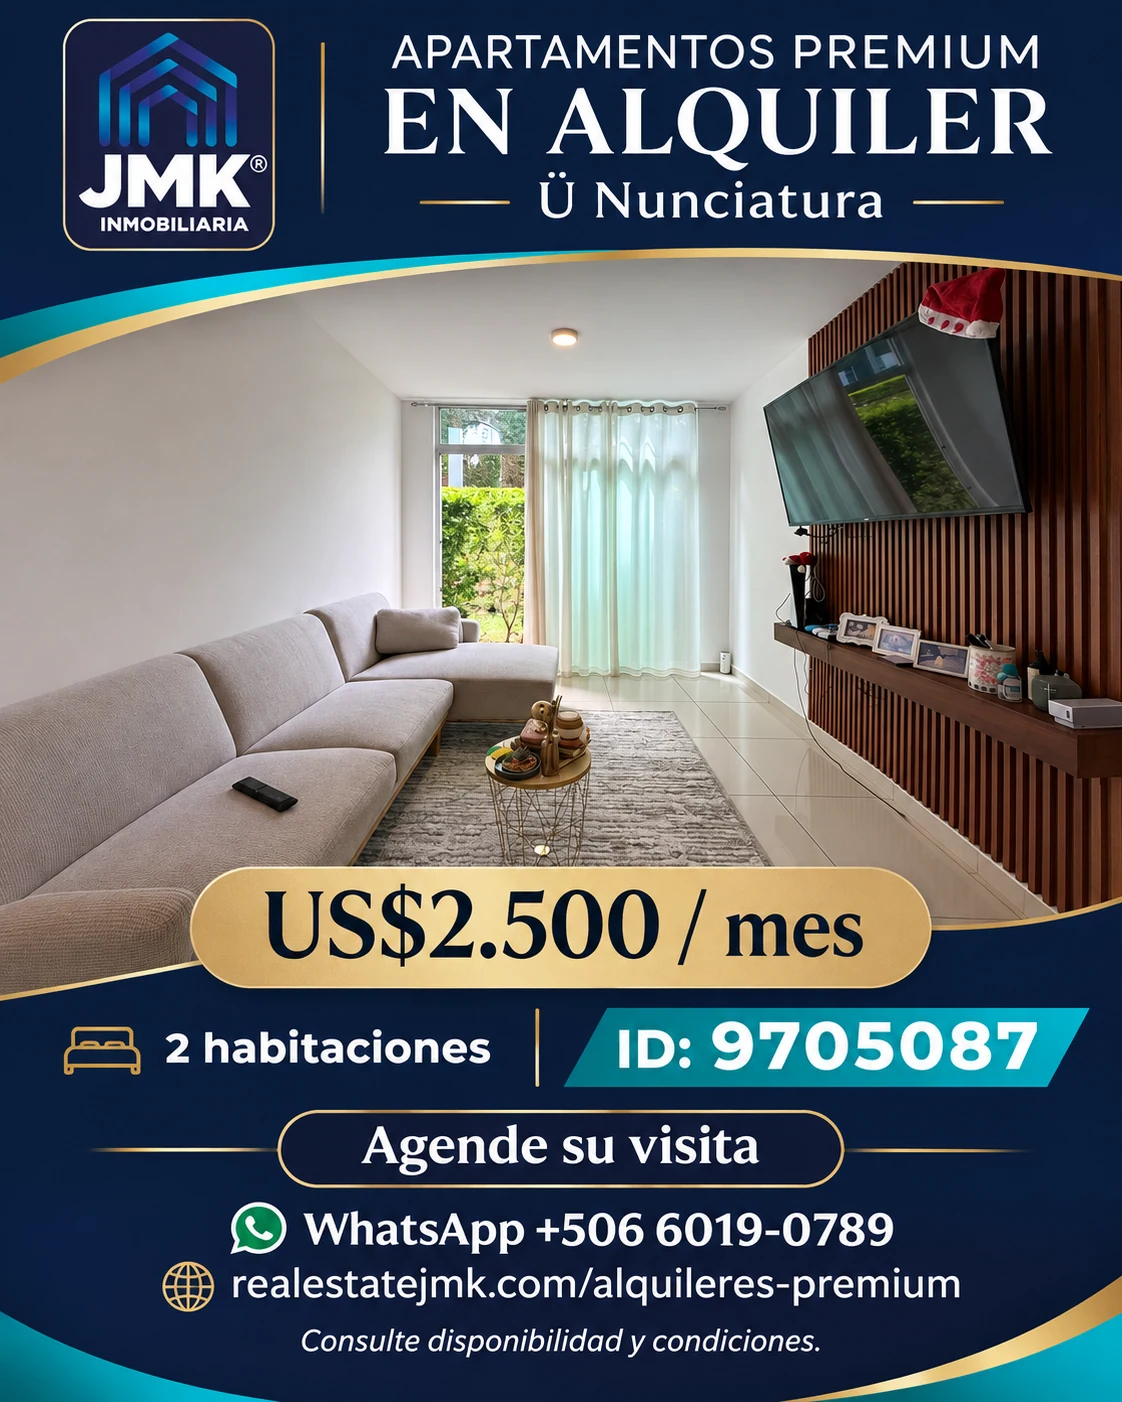 JMK®
INMOBILIARIA
APARTAMENTOS PREMIUM
EN ALQUILER
Ü Nunciatura
US$2.500 / mes
2 habitaciones
ID: 9705087
Agende su visita
WhatsApp +506 6019-0789
realestatejmk.com/alquileres-premium
Consulte disponibilidad y condiciones.